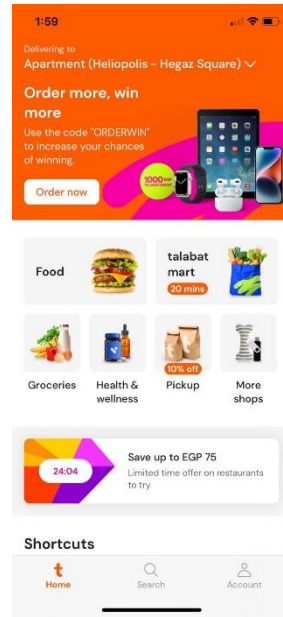 1:59
Delivering to
Apartment (Heliopolis - Hegaz Square)
Order more, win
more
Use the code "ORDERWIN"
to increase your chances
of winning.
Order now
1000 EGP
Food
talabat
mart
20 mins
Groceries
Health &
wellness
10% off
Pickup
More
shops
24:04
Save up to EGP 75
Limited time offer on restaurants
to try
Shortcuts
t
Home
Search
Account